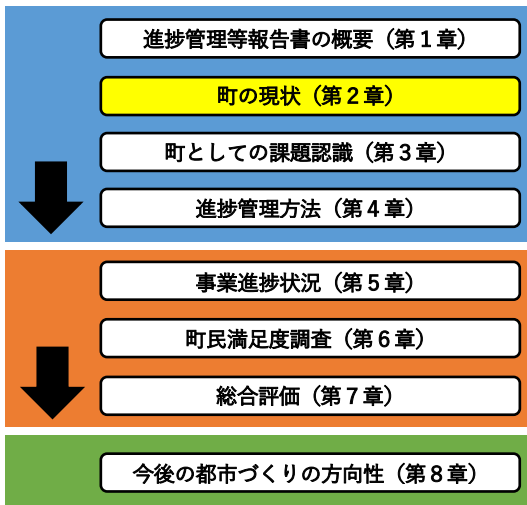 進捗管理等報告書の概要（第１章）
町の現状（第２章）
町としての課題認識（第３章）
進捗管理方法（第４章）
事業進捗状況（第５章）
町民満足度調査（第６章）
総合評価（第７章）
今後の都市づくりの方向性（第８章）